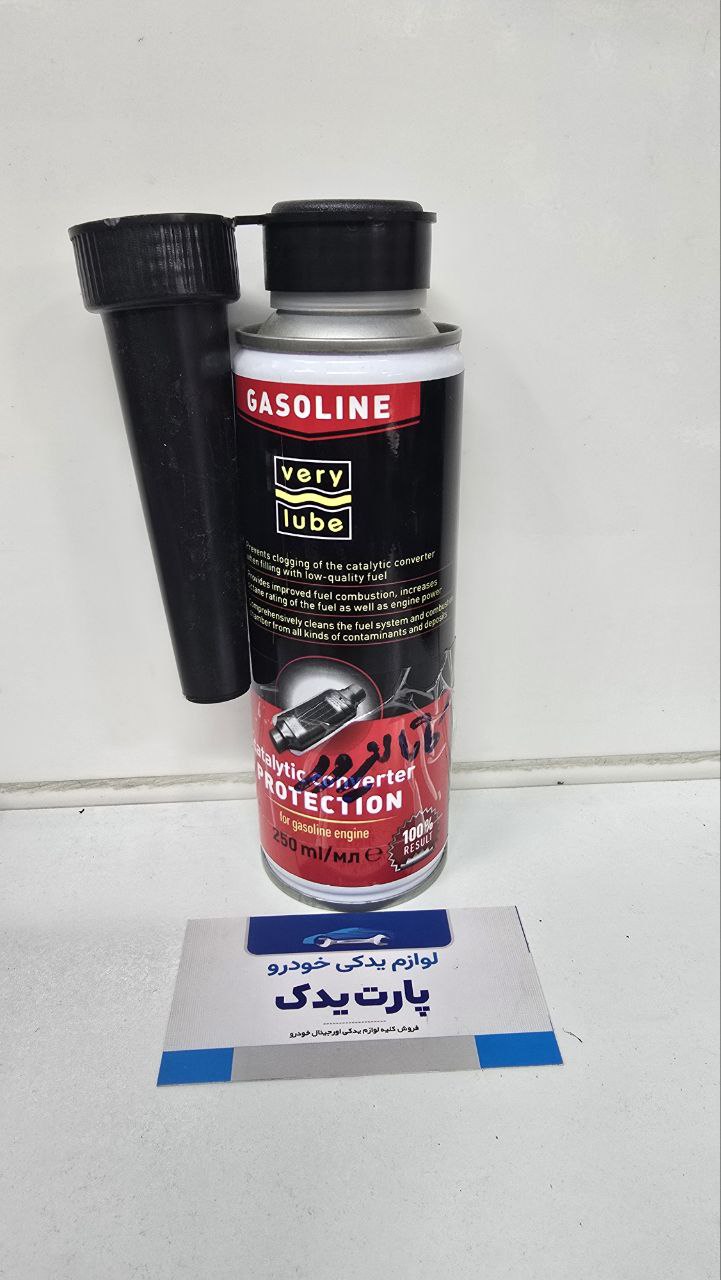 GASOLINE
very
lube
Prevents clogging of the catalytic converter
when filling with low-quality fuel
Provides improved fuel combustion, increases
octane rating of the fuel as well as engine power
Comprehensively cleans the fuel system and combustion
chamber from all kinds of contaminants and deposits
کاتالیزور
Catalytic converter
PROTECTION
for gasoline engine
250 ml/мл e
100%
RESULT
لوازم یدکی خودرو
پارت یدک
فروش کلیه لوازم یدکی اورجینال خودرو